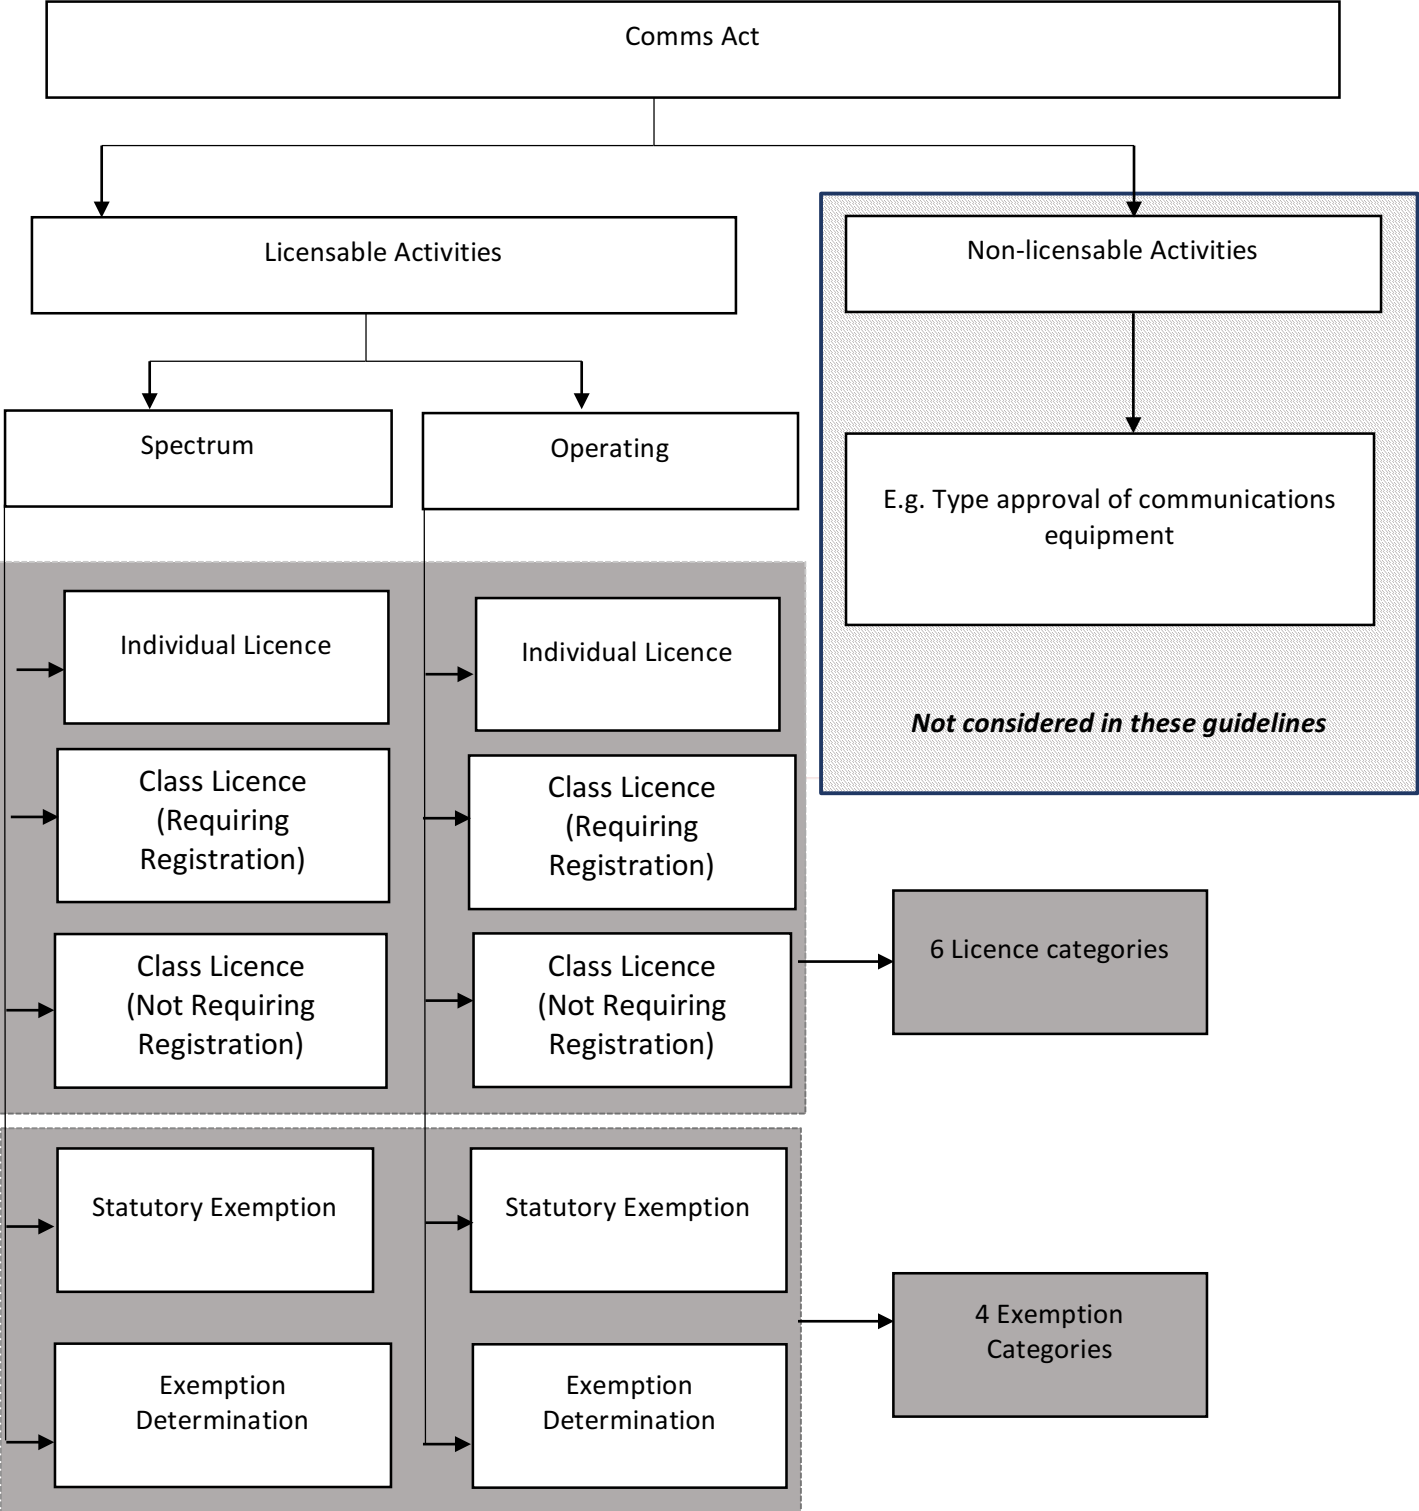 Comms Act
Licensable Activities
Non-licensable Activities
Spectrum
Operating
E.g. Type approval of communications
equipment
Not considered in these guidelines
Individual Licence
Individual Licence
Class Licence
(Requiring
Registration)
Class Licence
(Requiring
Registration)
Class Licence
(Not Requiring
Registration)
Class Licence
(Not Requiring
Registration)
6 Licence categories
Statutory Exemption
Statutory Exemption
Exemption
Determination
Exemption
Determination
4 Exemption
Categories